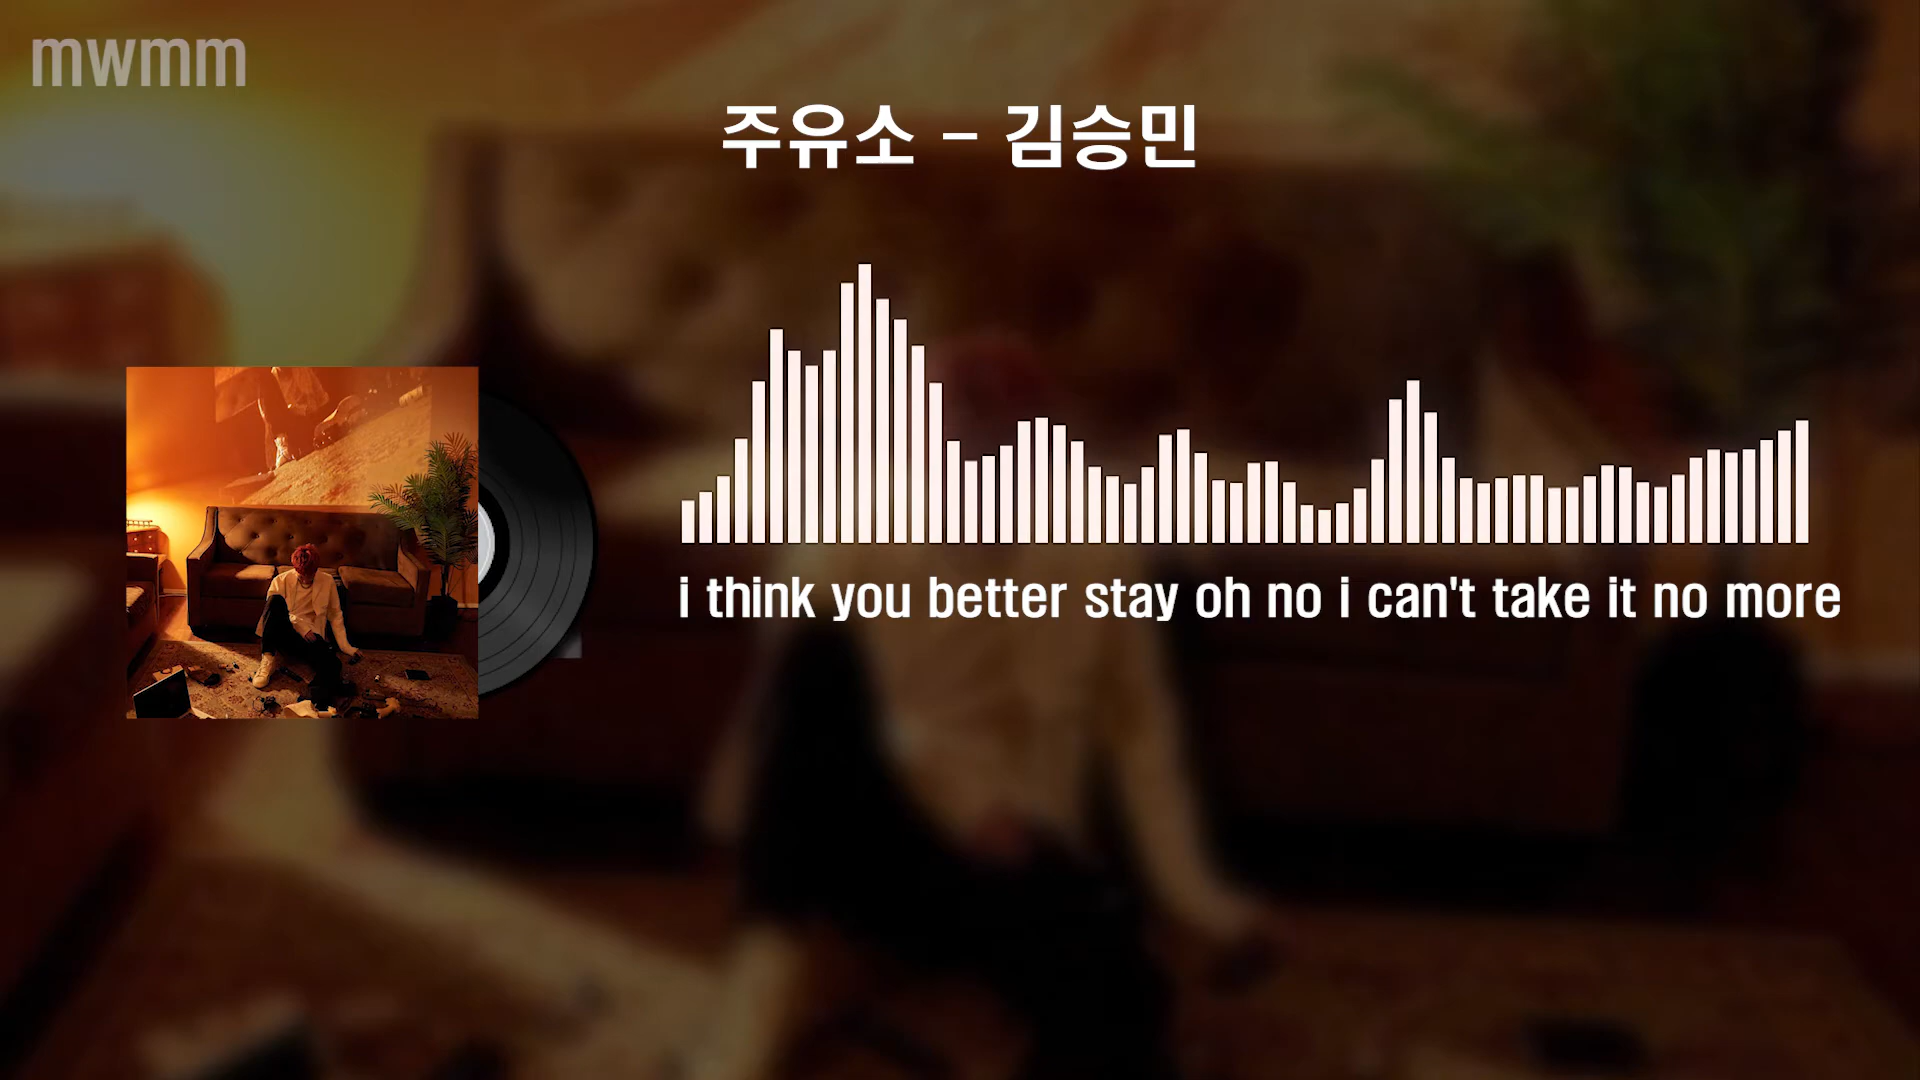 mwmm
주유소 - 김승민
i think you better stay oh no i can't take it no more